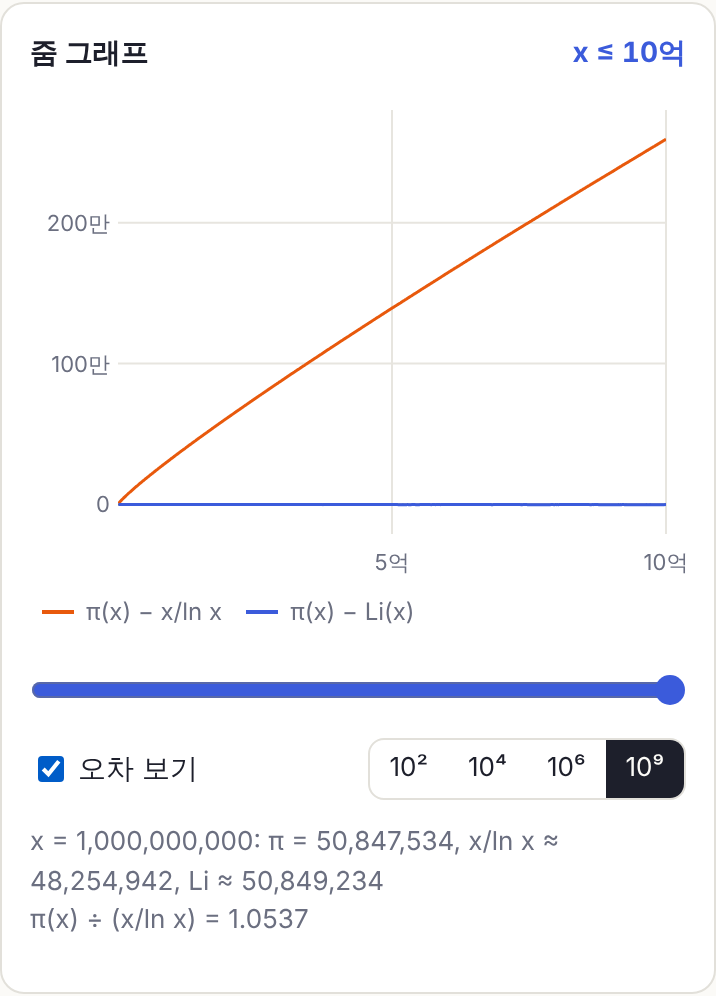 줌 그래프
x ≤ 10억
200만
100만
0
5억
10억
π(x) − x/ln x
π(x) − Li(x)
오차 보기
10²
10⁴
10⁶
10⁹
x = 1,000,000,000: π = 50,847,534, x/ln x ≈
48,254,942, Li ≈ 50,849,234
π(x) ÷ (x/ln x) = 1.0537